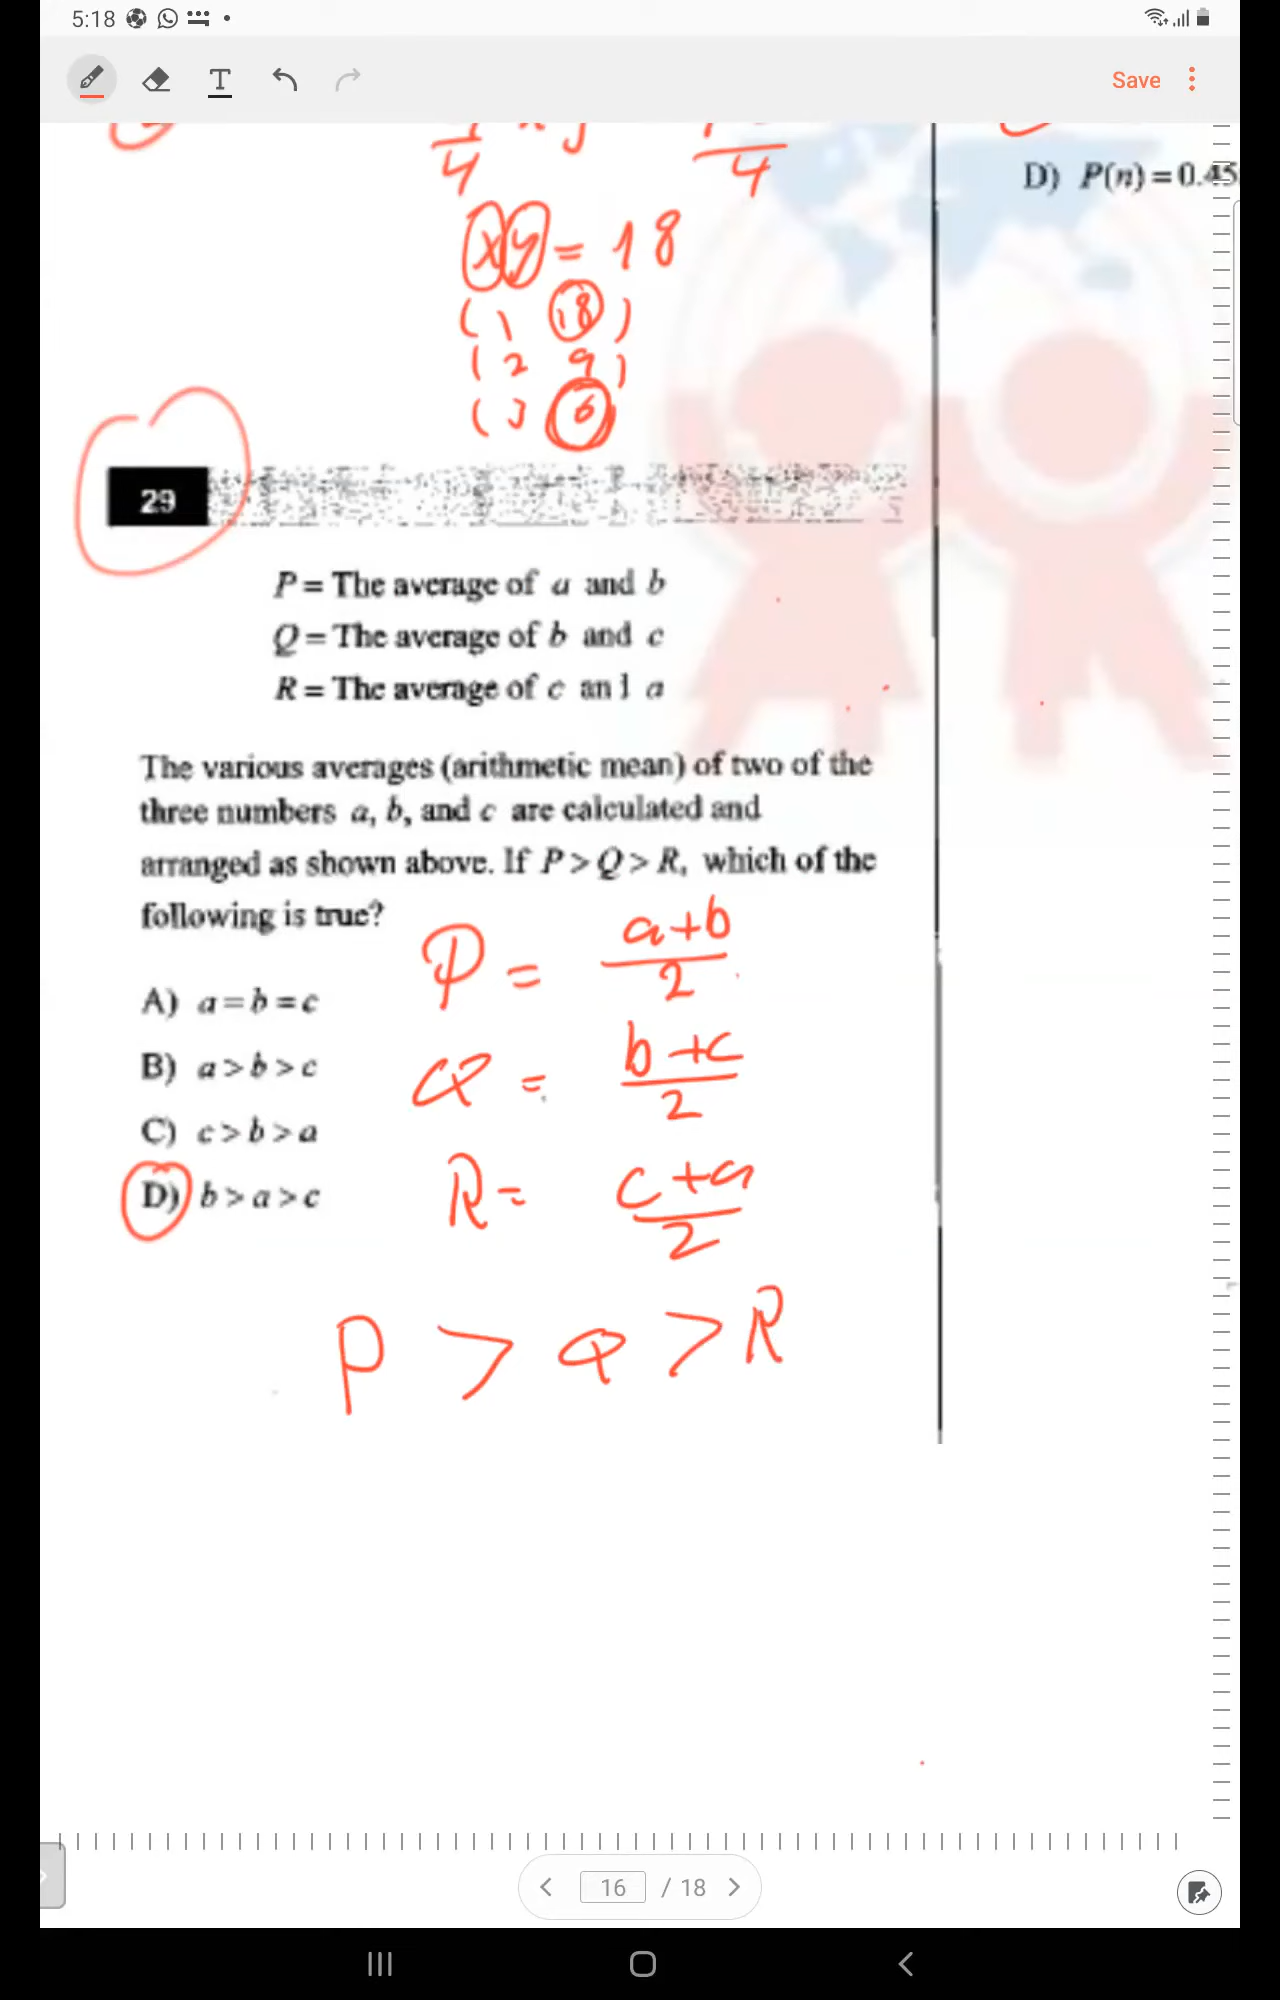 5:18
T
Save
4
4
D) P(n) = 0.45
xy = 18
( 1 18 )
( 2 9 )
( 3 6 )
29
P = The average of a and b
Q = The average of b and c
R = The average of c and a
The various averages (arithmetic mean) of two of the
three numbers a, b, and c are calculated and
arranged as shown above. If P > Q > R, which of the
following is true?
P = a+b
2
A) a = b = c
Q = b+c
2
B) a > b > c
C) c > b > a
R = c+a
2
D) b > a > c
P > Q > R
16 / 18